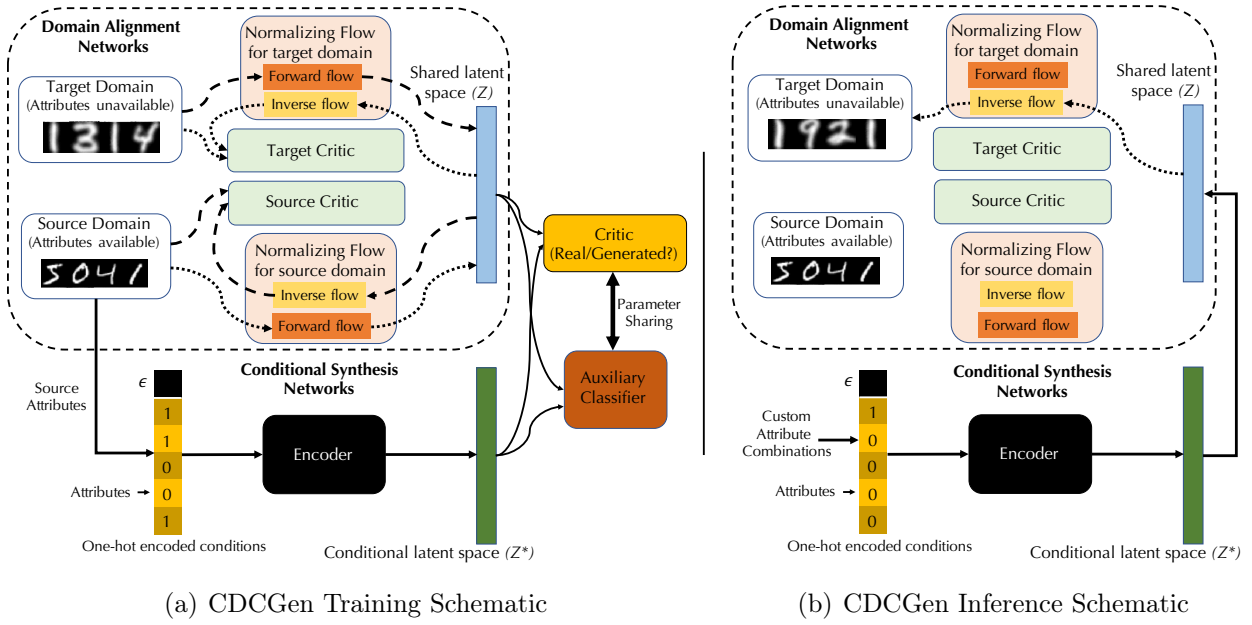 Domain Alignment
Networks
Target Domain
(Attributes unavailable)
1314
Normalizing Flow
for target domain
Forward flow
Inverse flow
Shared latent
space (Z)
Target Critic
Source Critic
Source Domain
(Attributes available)
5041
Normalizing Flow
for source domain
Inverse flow
Forward flow
Critic
(Real/Generated?)
Parameter
Sharing
Auxiliary
Classifier
Source
Attributes
ϵ
1
1
0
0
1
Attributes
One-hot encoded conditions
Conditional Synthesis
Networks
Encoder
Conditional latent space (Z*)
(a) CDCGen Training Schematic
Domain Alignment
Networks
Target Domain
(Attributes unavailable)
1921
Normalizing Flow
for target domain
Forward flow
Inverse flow
Shared latent
space (Z)
Target Critic
Source Critic
Source Domain
(Attributes available)
5041
Normalizing Flow
for source domain
Inverse flow
Forward flow
Custom
Attribute
Combinations
ϵ
1
0
0
0
0
Attributes
One-hot encoded conditions
Conditional Synthesis
Networks
Encoder
Conditional latent space (Z*)
(b) CDCGen Inference Schematic